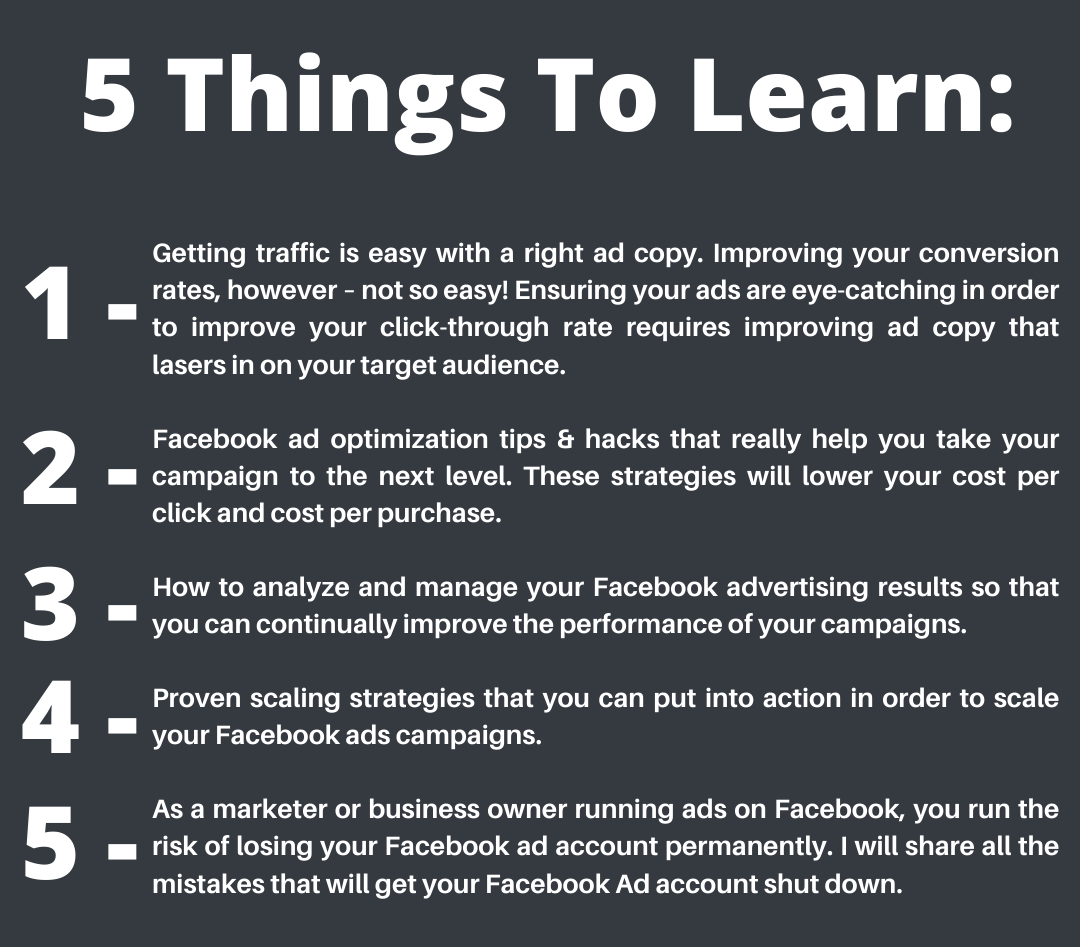 5 Things To Learn:
1 - Getting traffic is easy with a right ad copy. Improving your conversion
rates, however – not so easy! Ensuring your ads are eye-catching in order
to improve your click-through rate requires improving ad copy that
lasers in on your target audience.
2 - Facebook ad optimization tips & hacks that really help you take your
campaign to the next level. These strategies will lower your cost per
click and cost per purchase.
3 - How to analyze and manage your Facebook advertising results so that
you can continually improve the performance of your campaigns.
4 - Proven scaling strategies that you can put into action in order to scale
your Facebook ads campaigns.
5 - As a marketer or business owner running ads on Facebook, you run the
risk of losing your Facebook ad account permanently. I will share all the
mistakes that will get your Facebook Ad account shut down.